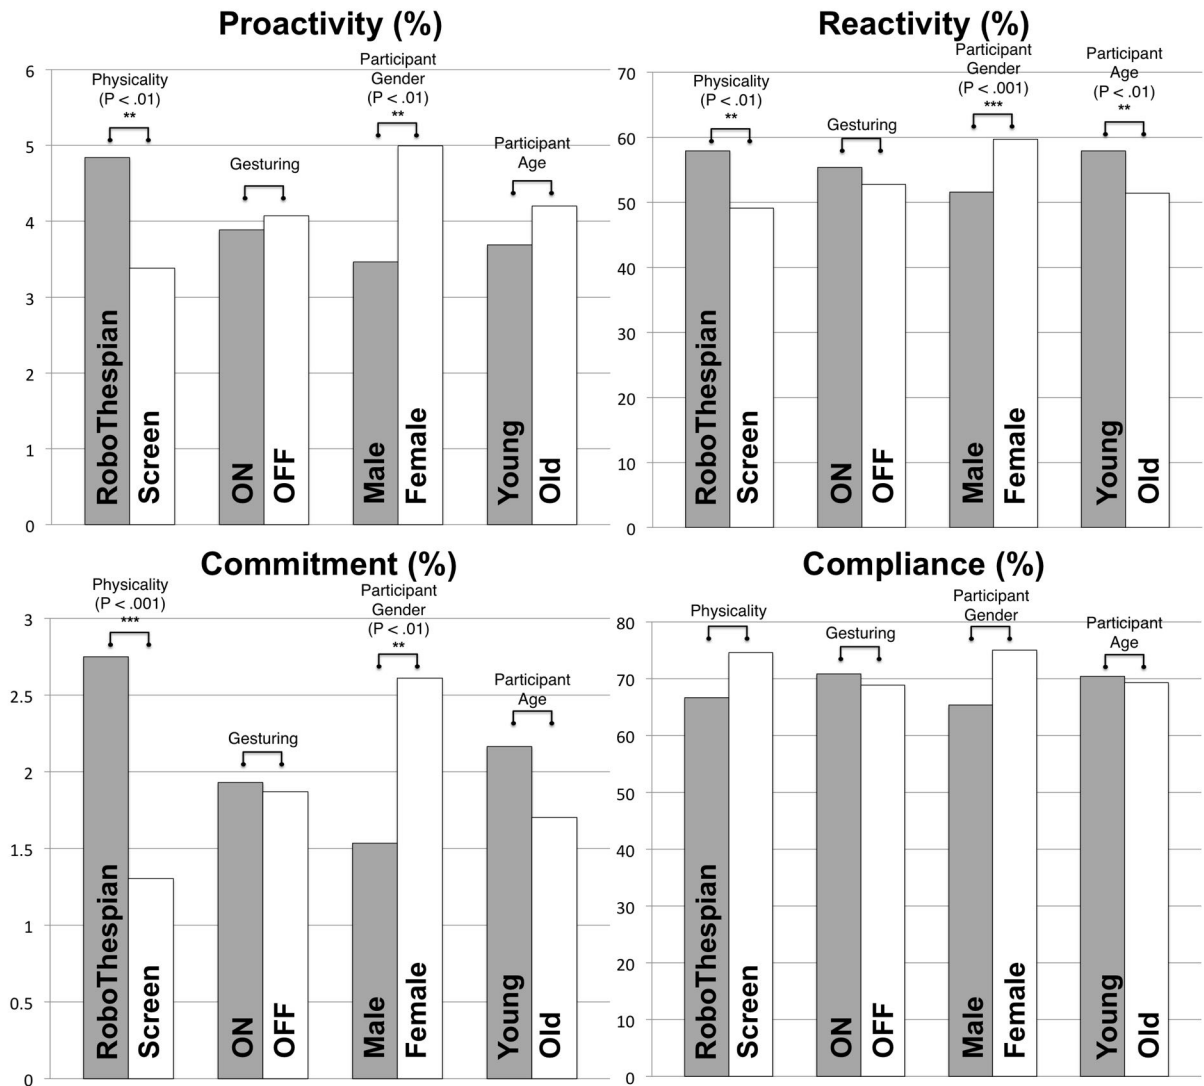 Proactivity (%)
6
5
4
3
2
1
0
Physicality
(P < .01)
**
Gesturing
Participant
Gender
(P < .01)
**
Participant
Age
RoboThespian
Screen
ON
OFF
Male
Female
Young
Old
Reactivity (%)
70
60
50
40
30
20
10
0
Physicality
(P < .01)
**
Gesturing
Participant
Gender
(P < .001)
***
Participant
Age
(P < .01)
**
RoboThespian
Screen
ON
OFF
Male
Female
Young
Old
Commitment (%)
3
2.5
2
1.5
1
0.5
0
Physicality
(P < .001)
***
Gesturing
Participant
Gender
(P < .01)
**
Participant
Age
RoboThespian
Screen
ON
OFF
Male
Female
Young
Old
Compliance (%)
80
70
60
50
40
30
20
10
0
Physicality
Gesturing
Participant
Gender
Participant
Age
RoboThespian
Screen
ON
OFF
Male
Female
Young
Old